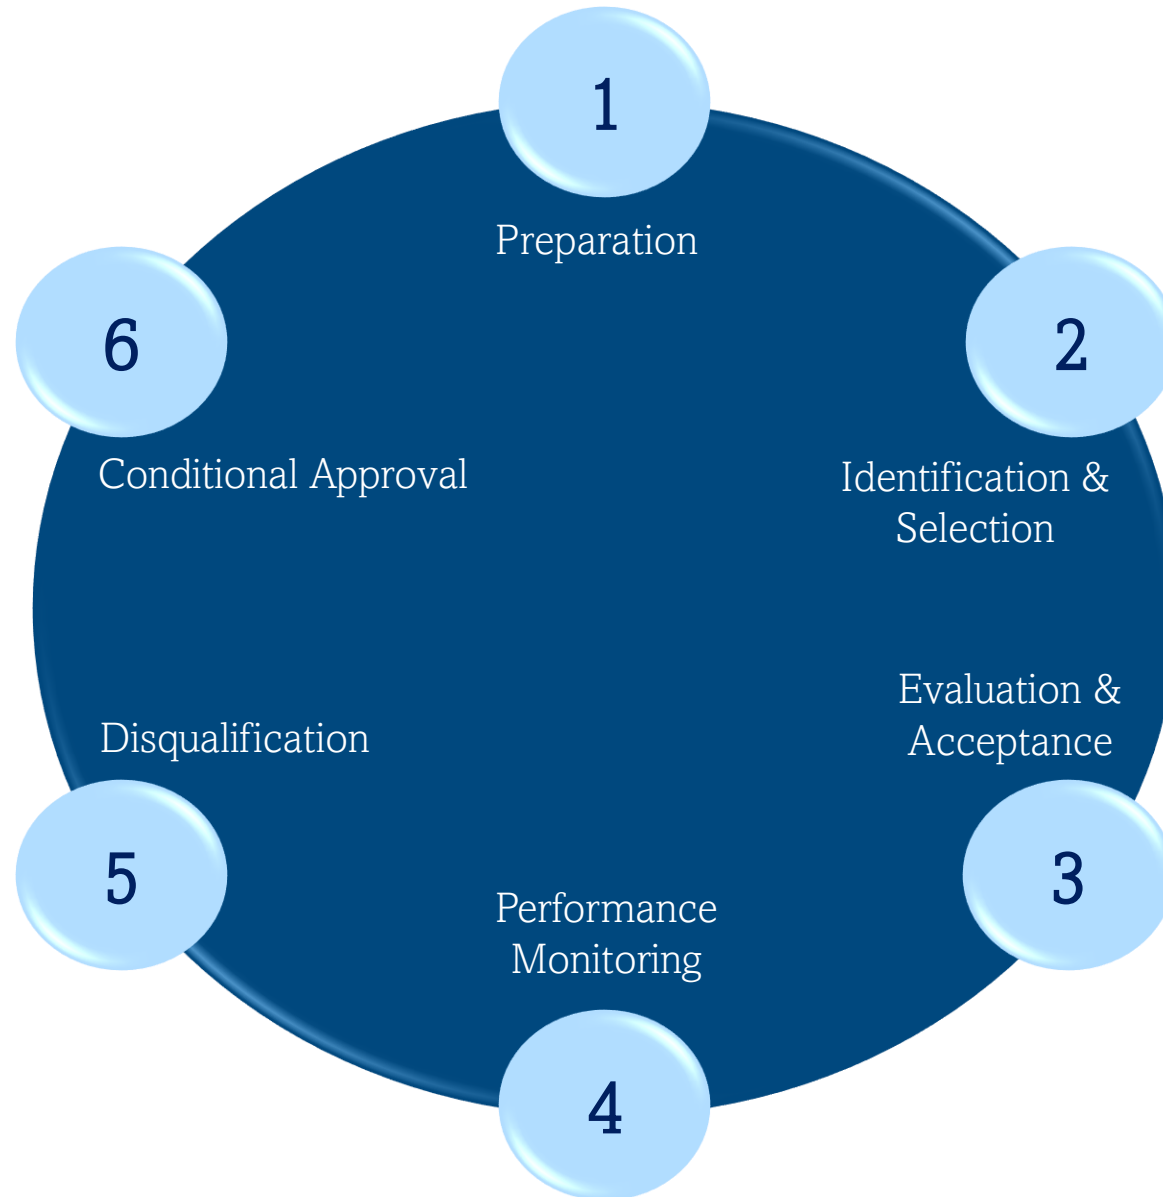 1
Preparation
2
Identification &
Selection
Evaluation &
Acceptance
3
Performance
Monitoring
4
Disqualification
5
6
Conditional Approval